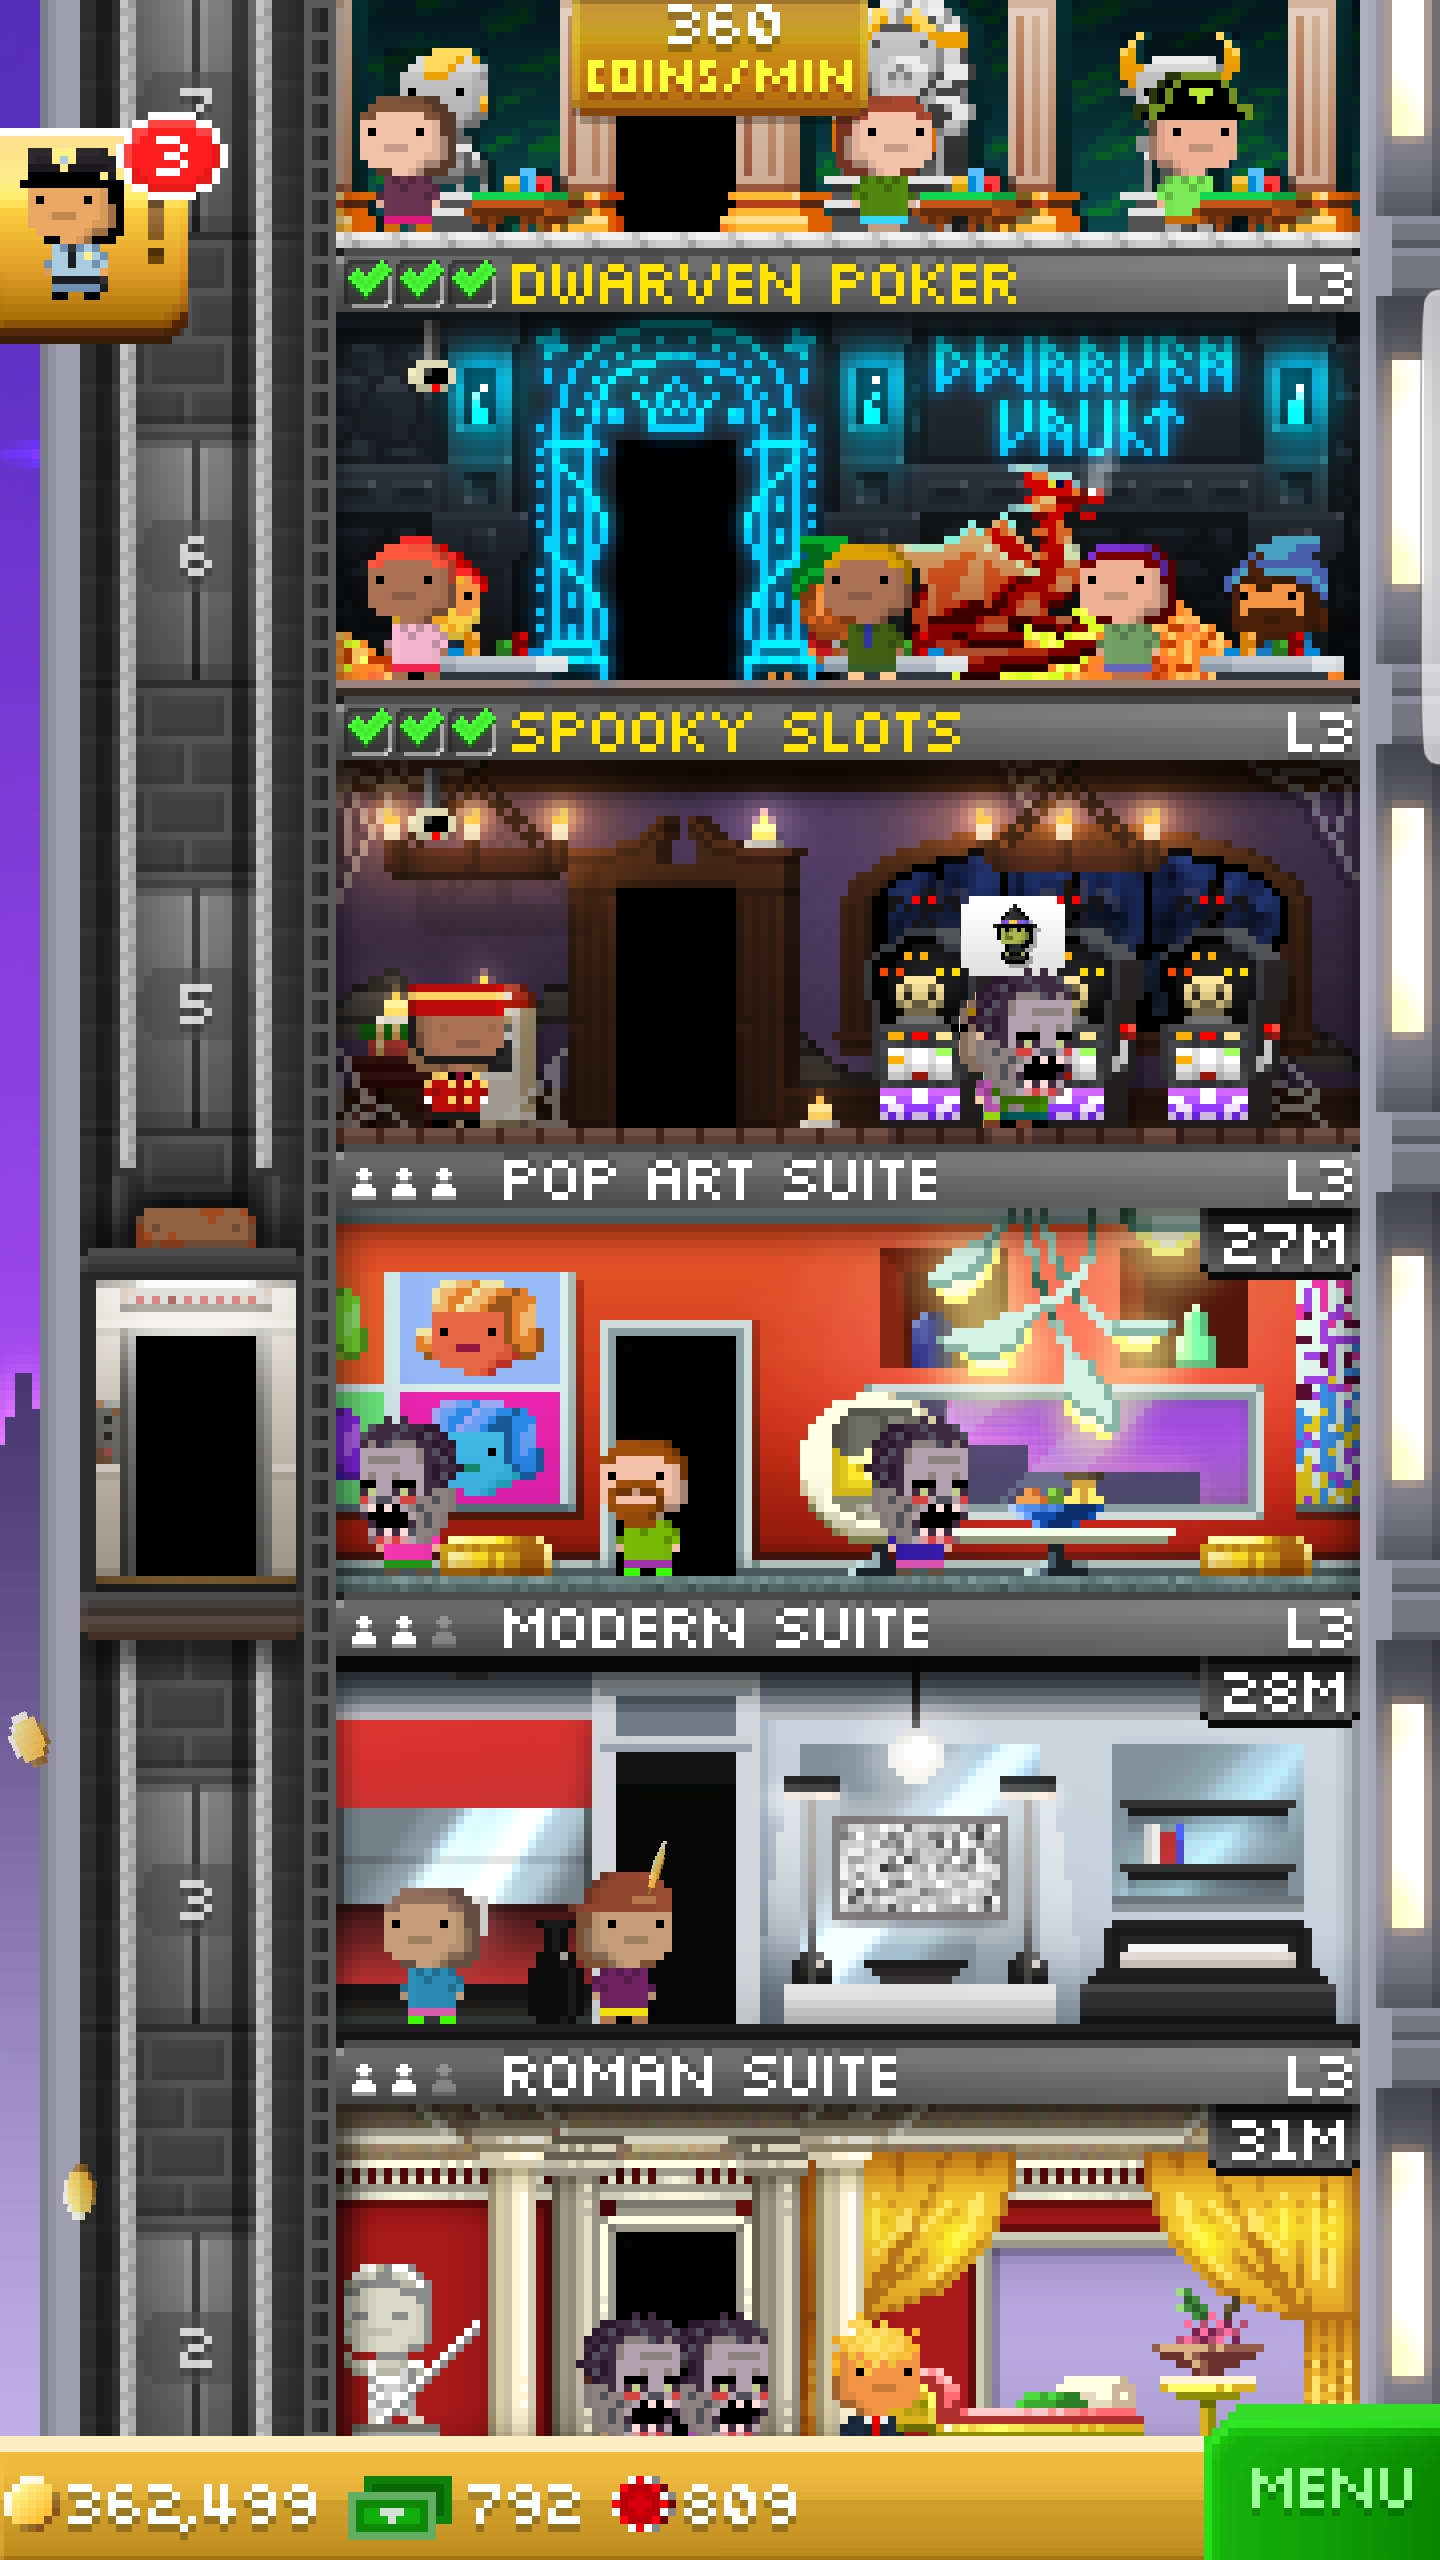 360
COINS/MIN
7
3
DWARVEN POKER L3
DWARVEN
VAULT
6
SPOOKY SLOTS L3
5
POP ART SUITE L3
27M
MODERN SUITE L3
28M
3
ROMAN SUITE L3
31M
2
362,499 792 809
MENU